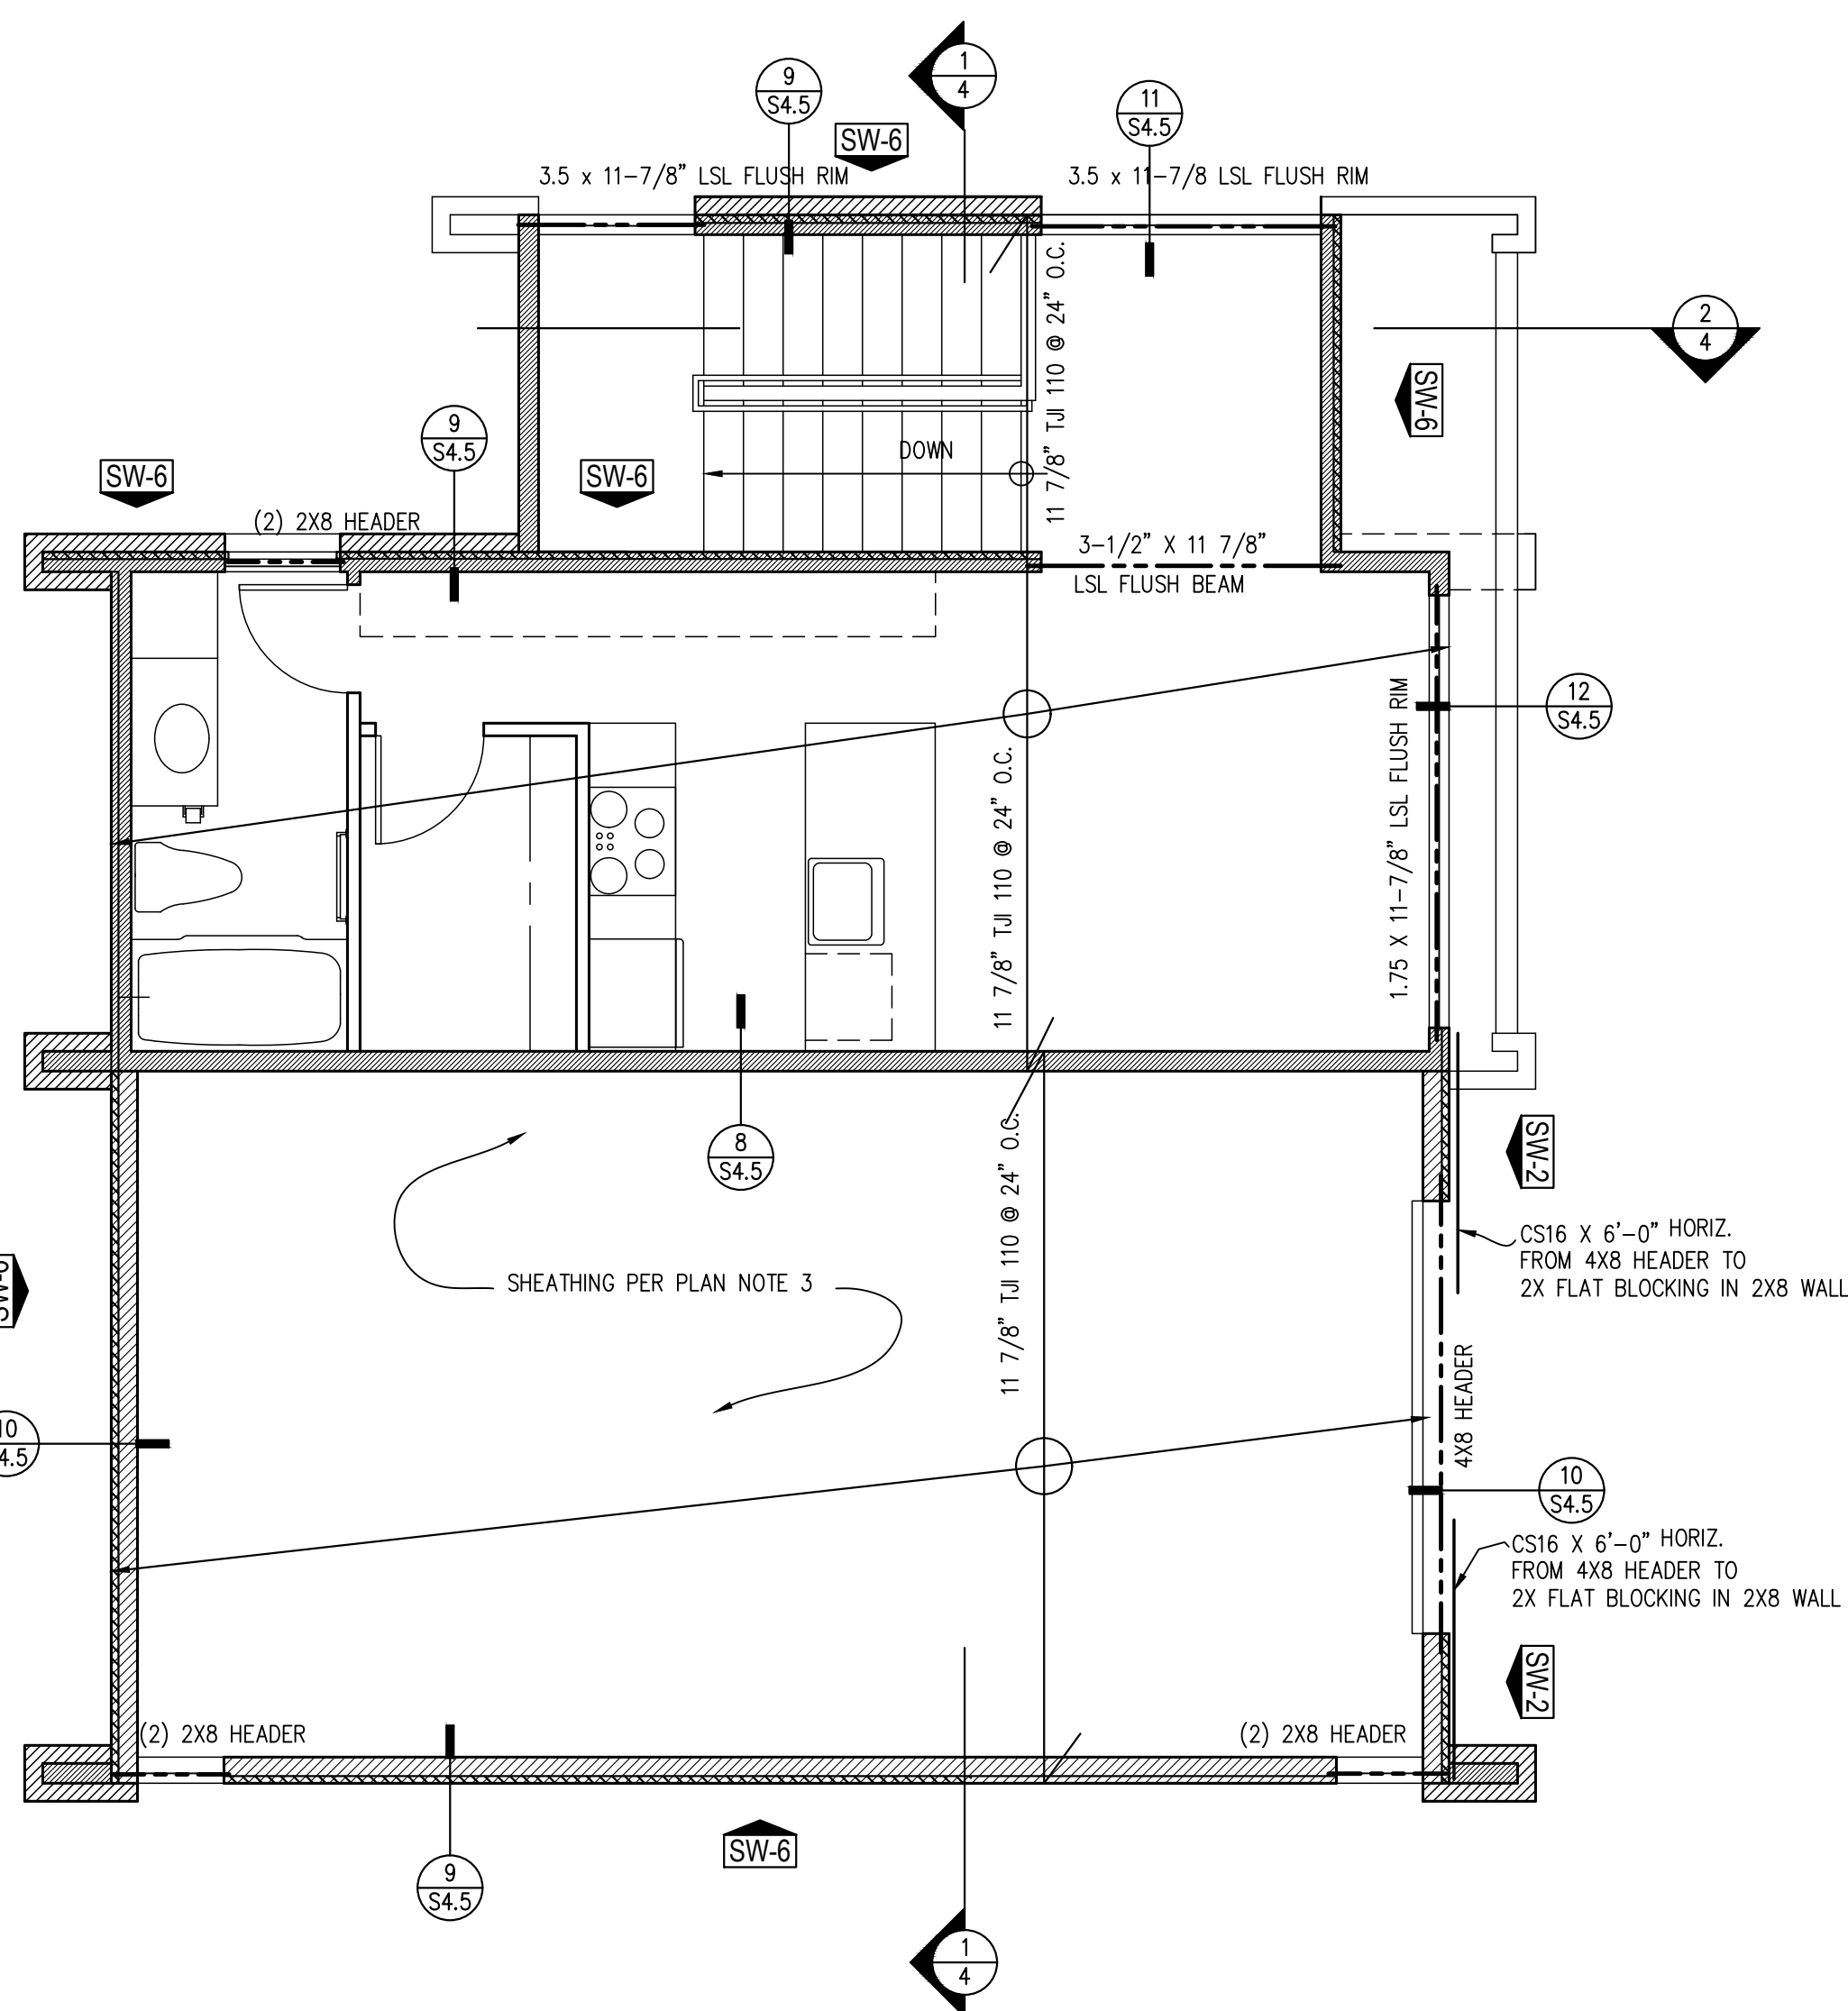 1
4
9
S4.5
11
S4.5
SW-6
3.5 x 11-7/8" LSL FLUSH RIM
3.5 x 11-7/8 LSL FLUSH RIM
11 7/8" TJI 110 @ 24" O.C.
2
4
SW-6
9
S4.5
DOWN
SW-6
SW-6
(2) 2X8 HEADER
3-1/2" X 11 7/8"
LSL FLUSH BEAM
12
S4.5
1.75 X 11-7/8" LSL FLUSH RIM
11 7/8" TJI 110 @ 24" O.C.
8
S4.5
SW-2
11 7/8" TJI 110 @ 24" O.C.
CS16 X 6'-0" HORIZ.
FROM 4X8 HEADER TO
2X FLAT BLOCKING IN 2X8 WALL
SHEATHING PER PLAN NOTE 3
4X8 HEADER
10
4.5
10
S4.5
CS16 X 6'-0" HORIZ.
FROM 4X8 HEADER TO
2X FLAT BLOCKING IN 2X8 WALL
SW-2
(2) 2X8 HEADER
(2) 2X8 HEADER
SW-6
9
S4.5
1
4